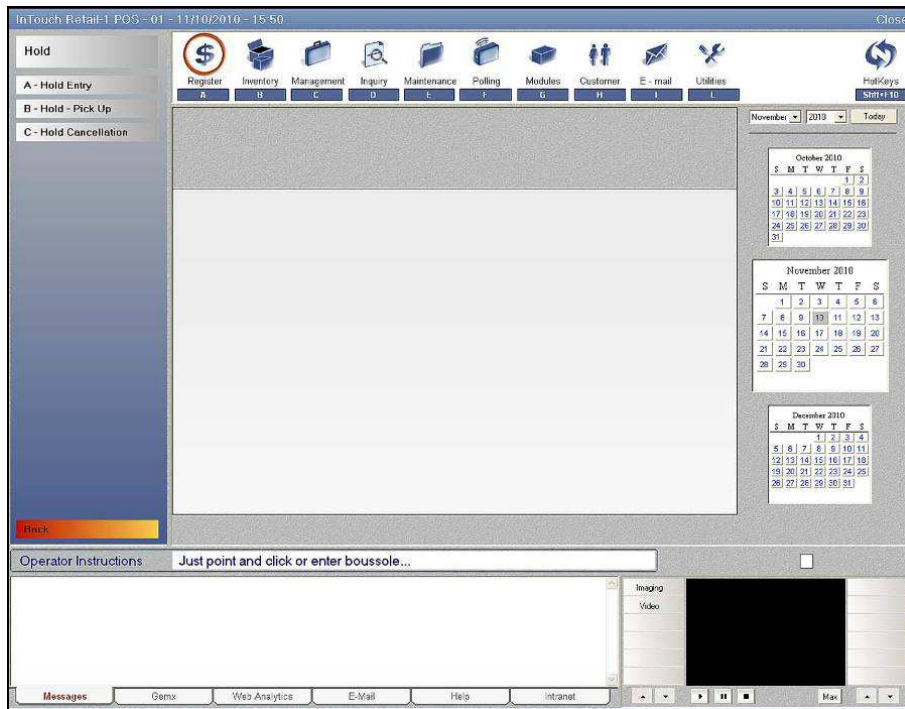 InTouch Retail-1 POS - 01 - 11/10/2010 - 15:50
Close
Hold
A - Hold Entry
B - Hold - Pick Up
C - Hold Cancellation
Back
Register Inventory Management Inquiry Maintenance Polling Modules Customer E - mail Utilities HotKeys
A B C D E F G H I L Shft+F10
November 2010 Today
October 2010
S M T W T F S
1 2
3 4 5 6 7 8 9
10 11 12 13 14 15 16
17 18 19 20 21 22 23
24 25 26 27 28 29 30
31
November 2010
S M T W T F S
1 2 3 4 5 6
7 8 9 10 11 12 13
14 15 16 17 18 19 20
21 22 23 24 25 26 27
28 29 30
December 2010
S M T W T F S
1 2 3 4
5 6 7 8 9 10 11
12 13 14 15 16 17 18
19 20 21 22 23 24 25
26 27 28 29 30 31
Operator Instructions Just point and click or enter boussole...
Imaging
Video
Messages Gemx Web Analytics E-Mail Help Intranet Max